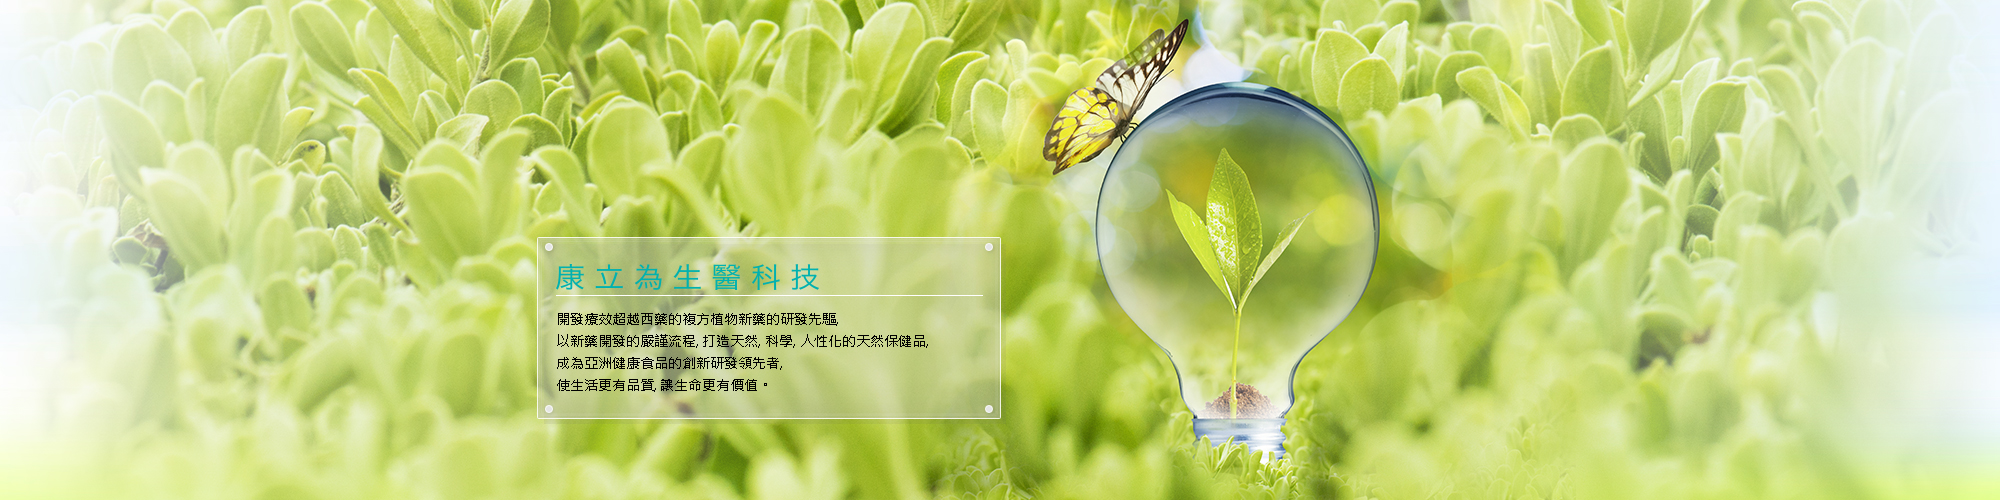 康立為生醫科技
開發療效超越西藥的複方植物新藥的研發先驅,
以新藥開發的嚴謹流程, 打造天然, 科學, 人性化的天然保健品,
成為亞洲健康食品的創新研發領先者,
使生活更有品質, 讓生命更有價值。